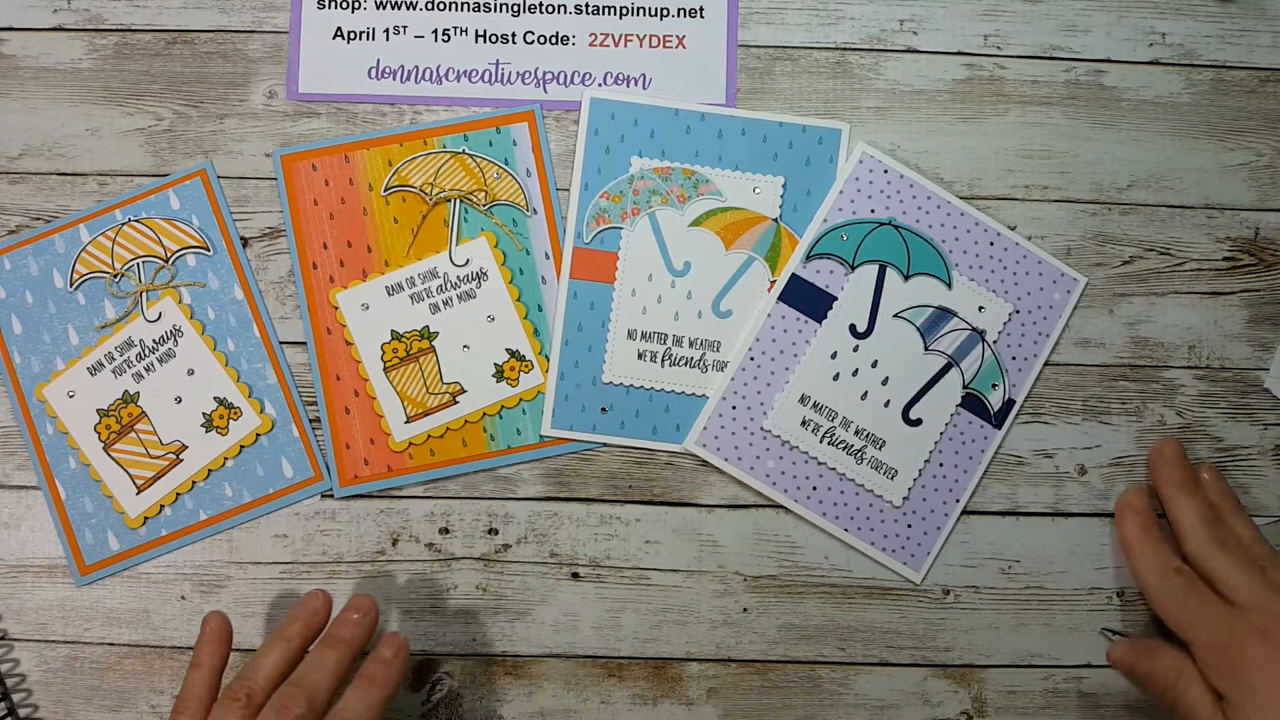 shop: www.donnasingleton.stampinup.net
April 1ST – 15TH Host Code: 2ZVFYDEX
donnascreativespace.com
RAIN OR SHINE
YOU'RE always
ON MY MIND
RAIN OR SHINE
YOU'RE always
ON MY MIND
NO MATTER THE WEATHER
WE'RE friends FOR
NO MATTER THE WEATHER
WE'RE friends FOREVER